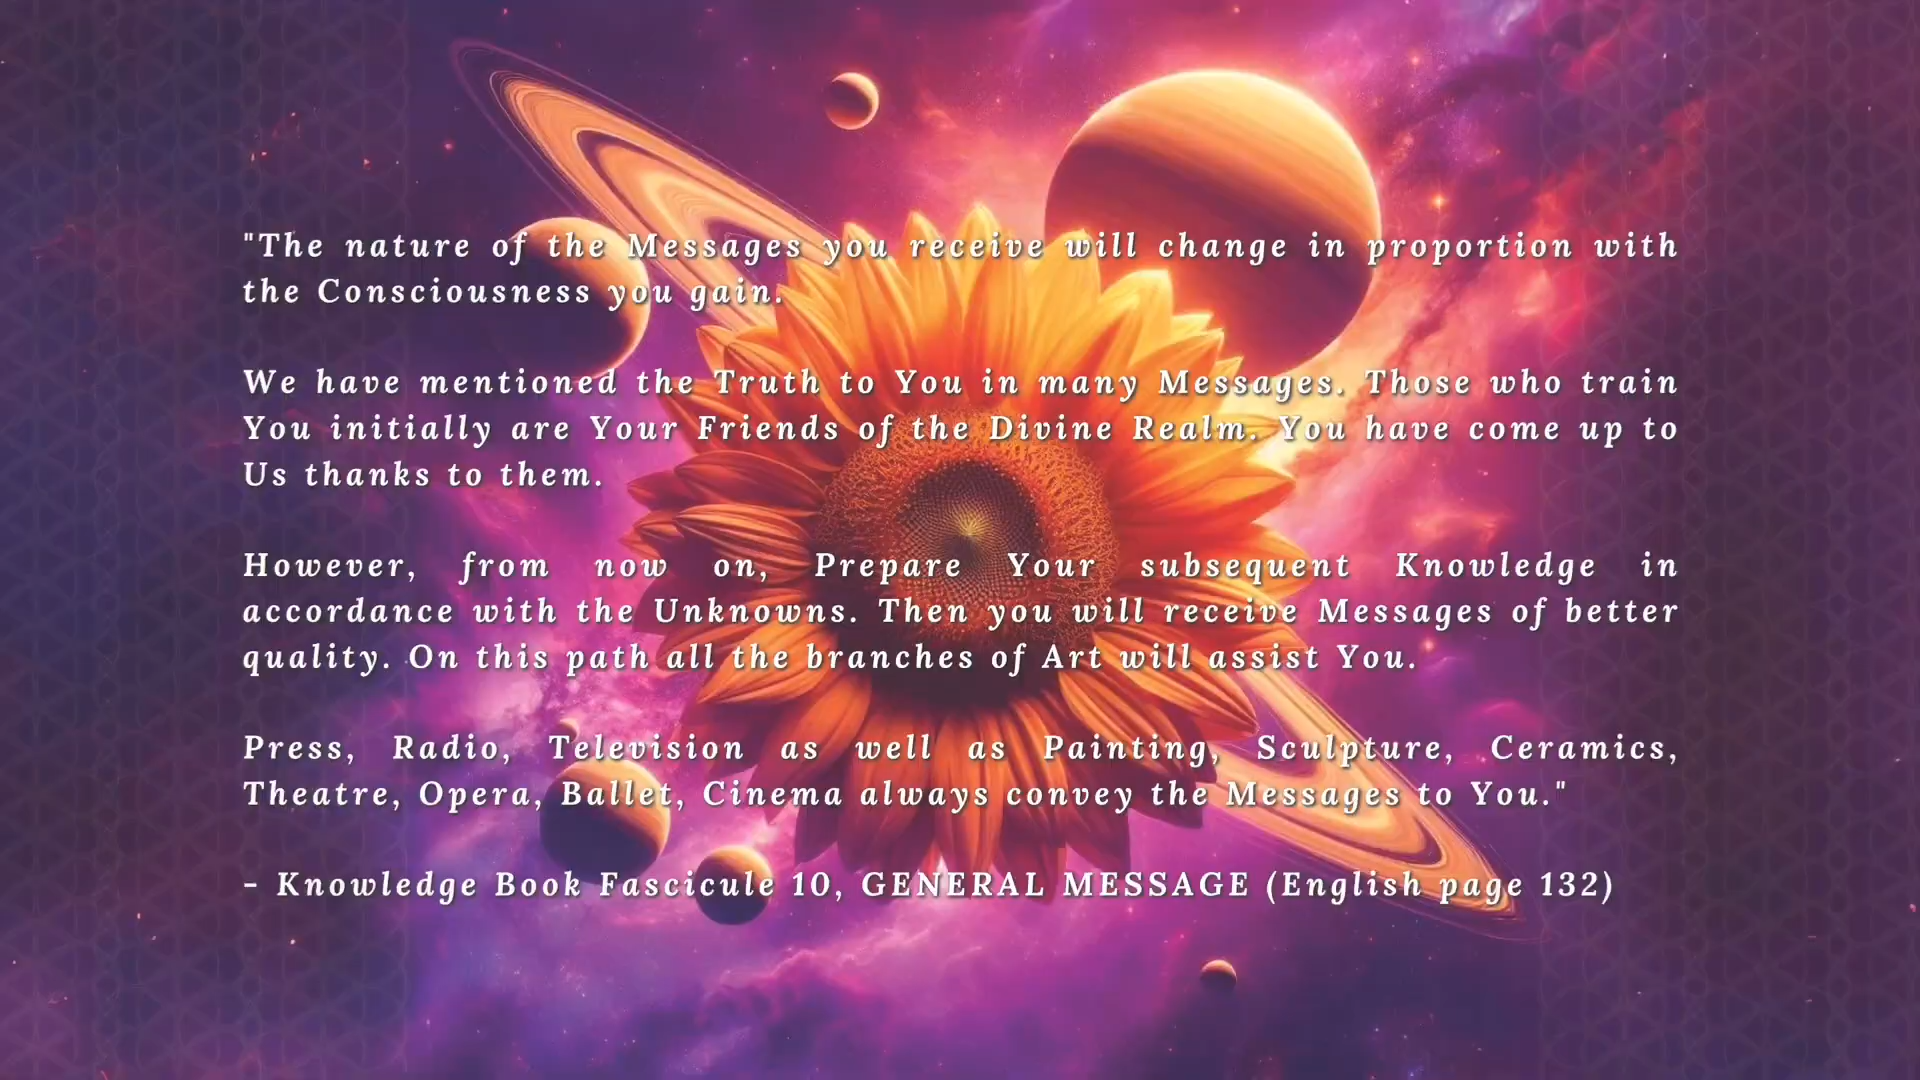 "The nature of the Messages you receive will change in proportion with
the Consciousness you gain.
We have mentioned the Truth to You in many Messages. Those who train
You initially are Your Friends of the Divine Realm. You have come up to
Us thanks to them.
However, from now on, Prepare Your subsequent Knowledge in
accordance with the Unknowns. Then you will receive Messages of better
quality. On this path all the branches of Art will assist You.
Press, Radio, Television as well as Painting, Sculpture, Ceramics,
Theatre, Opera, Ballet, Cinema always convey the Messages to You."
- Knowledge Book Fascicule 10, GENERAL MESSAGE (English page 132)